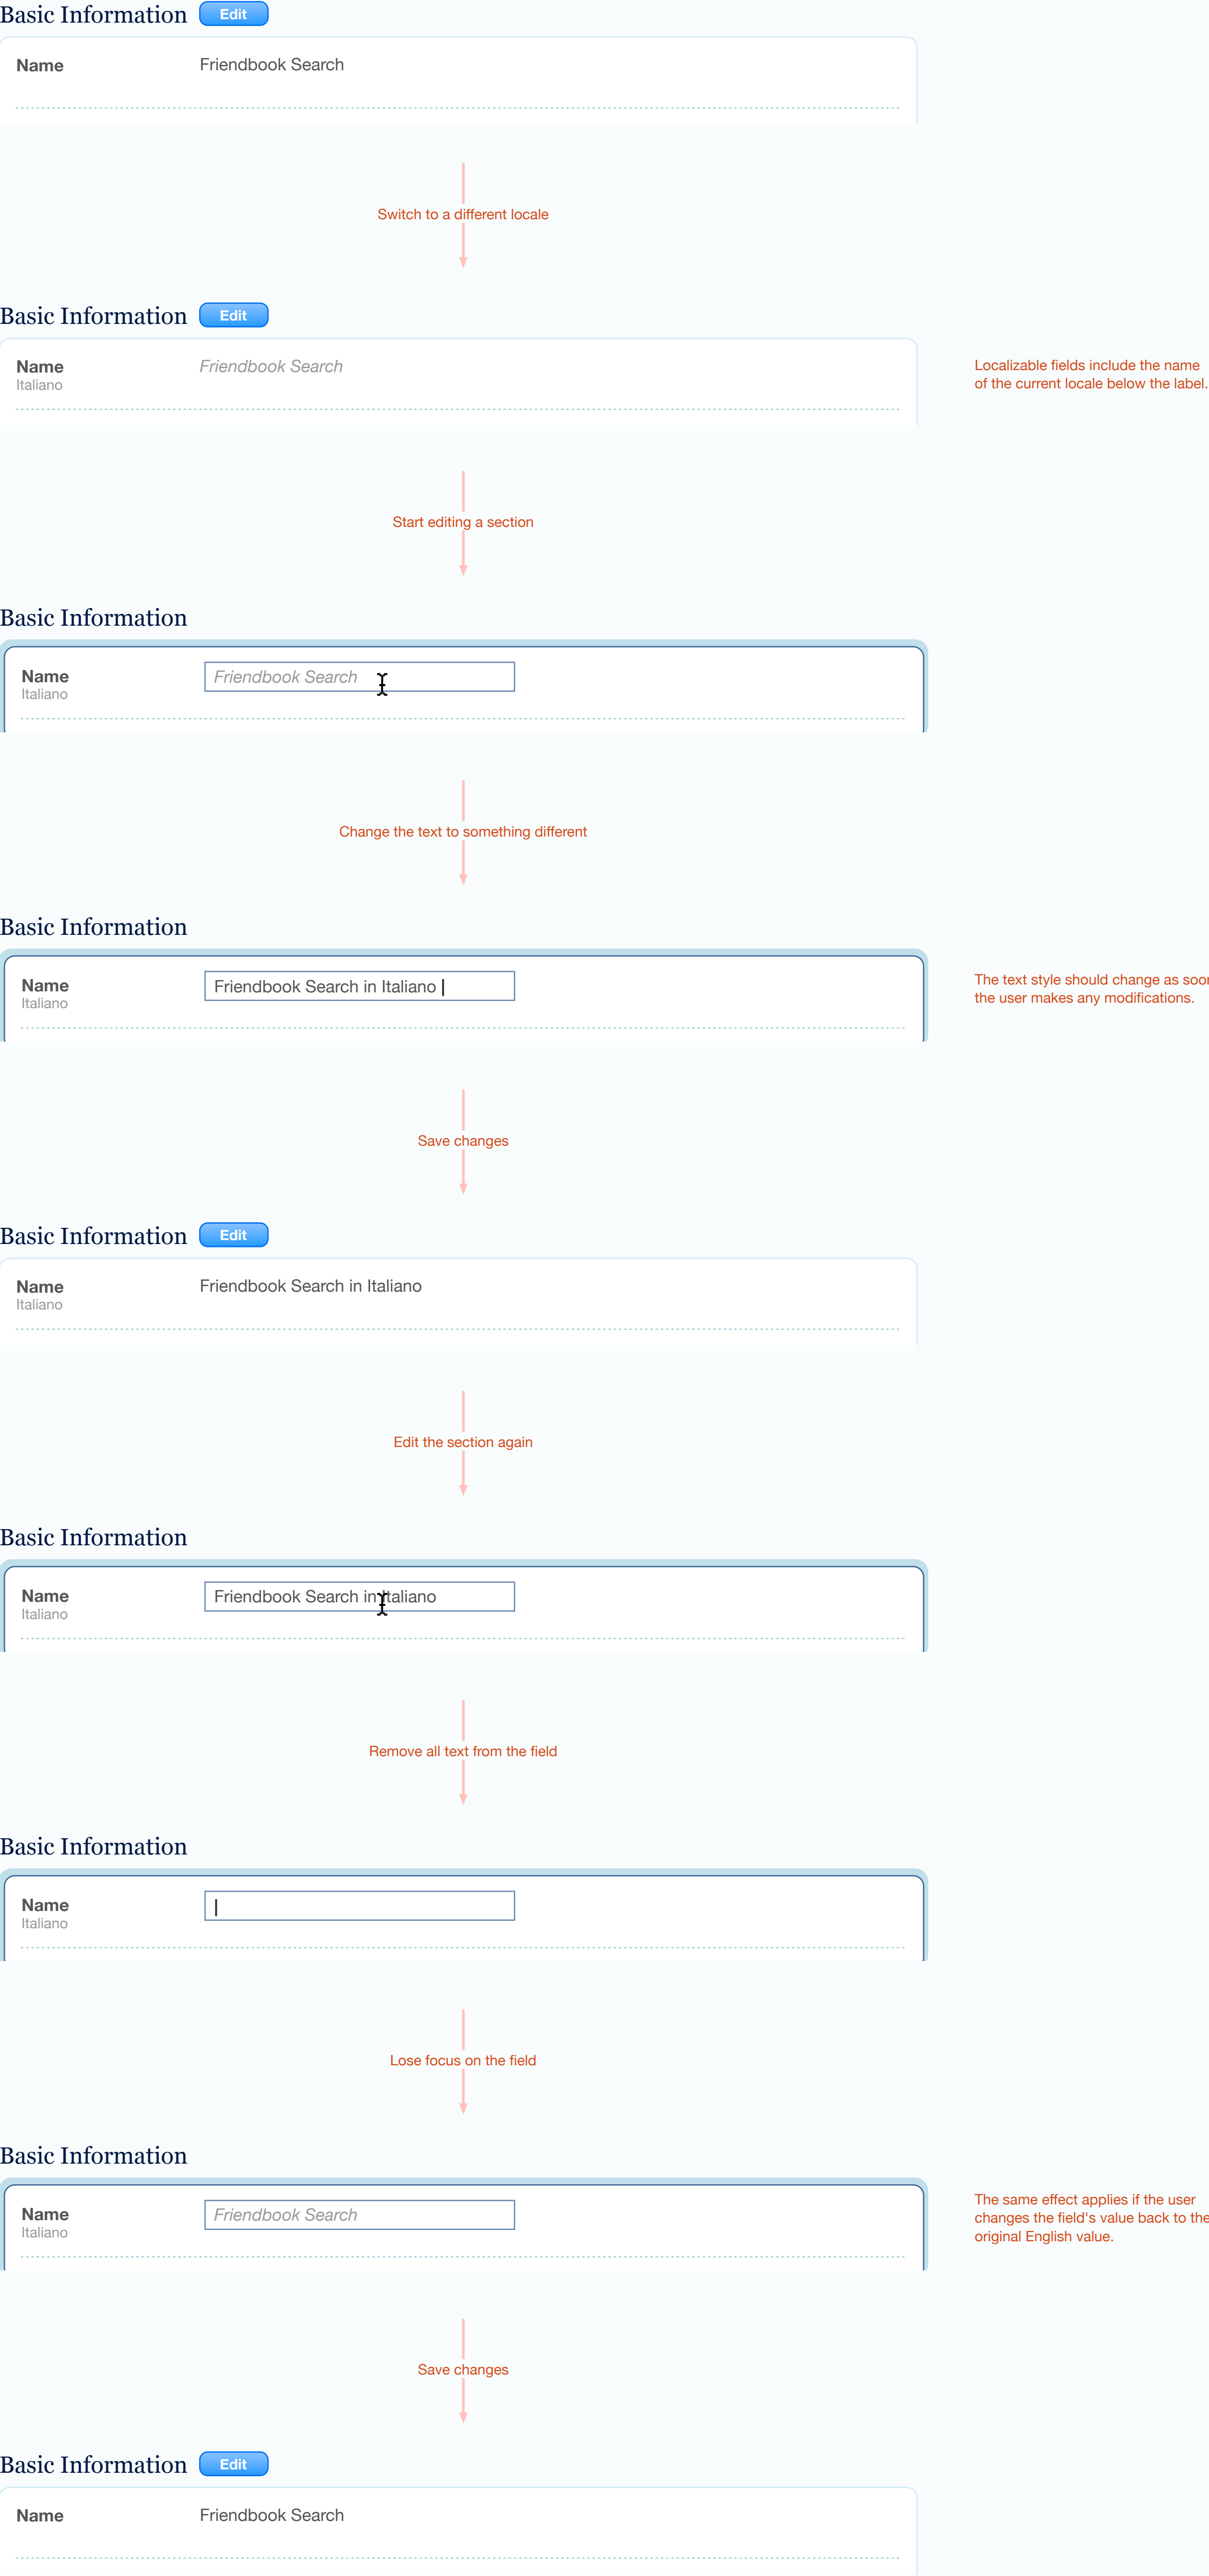 Basic Information Edit
Name Friendbook Search
Switch to a different locale
Basic Information Edit
Name Friendbook Search
Italiano
Localizable fields include the name
of the current locale below the label.
Start editing a section
Basic Information
Name Friendbook Search
Italiano
Change the text to something different
Basic Information
Name Friendbook Search in Italiano
Italiano
The text style should change as soon
the user makes any modifications.
Save changes
Basic Information Edit
Name Friendbook Search in Italiano
Italiano
Edit the section again
Basic Information
Name Friendbook Search in Italiano
Italiano
Remove all text from the field
Basic Information
Name
Italiano
Lose focus on the field
Basic Information
Name Friendbook Search
Italiano
The same effect applies if the user
changes the field's value back to the
original English value.
Save changes
Basic Information Edit
Name Friendbook Search